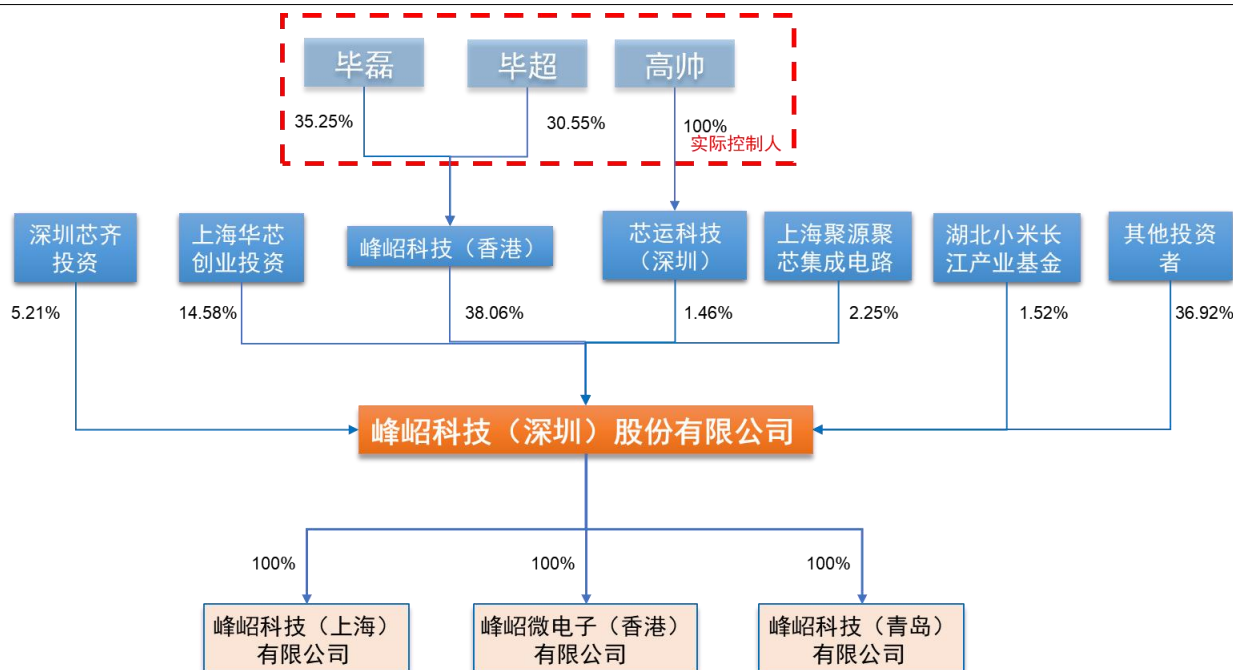 毕磊
毕超
高帅
35.25%
30.55%
100%
实际控制人
深圳芯齐
投资
上海华芯
创业投资
峰岹科技（香港）
芯运科技
（深圳）
上海聚源聚
芯集成电路
湖北小米长
江产业基金
其他投资
者
5.21%
14.58%
38.06%
1.46%
2.25%
1.52%
36.92%
峰岹科技（深圳）股份有限公司
100%
100%
100%
峰岹科技（上海）
有限公司
峰岹微电子（香港）
有限公司
峰岹科技（青岛）
有限公司